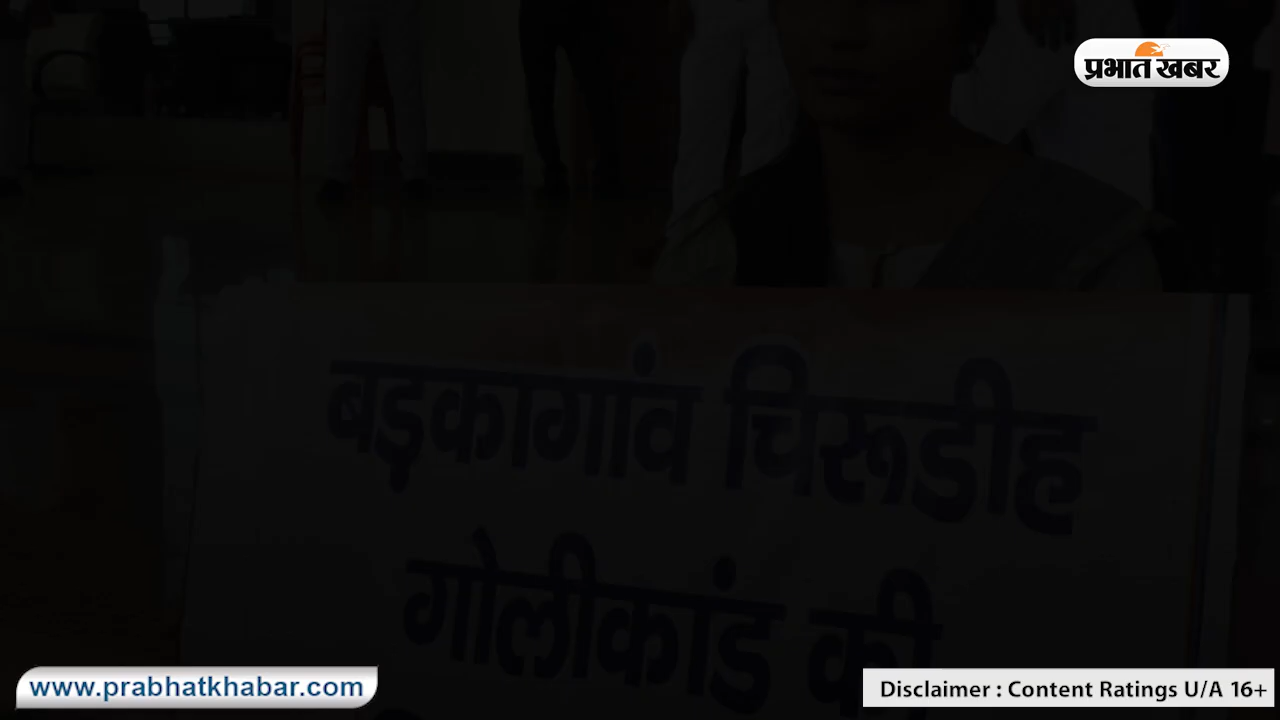 प्रभात खबर
बड़कागांव चिरूडीह
गोलीकांड की
www.prabhatkhabar.com
Disclaimer : Content Ratings U/A 16+